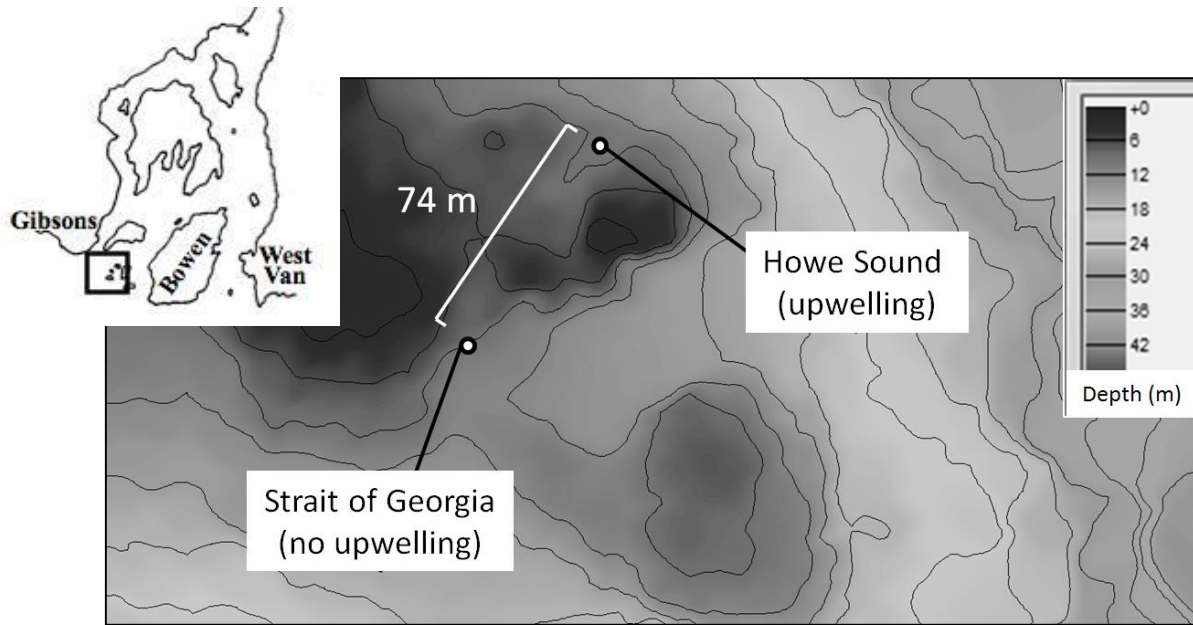 Gibsons
Bowen
West
Van
74 m
Howe Sound
(upwelling)
Strait of Georgia
(no upwelling)
+0
6
12
18
24
30
36
42
Depth (m)